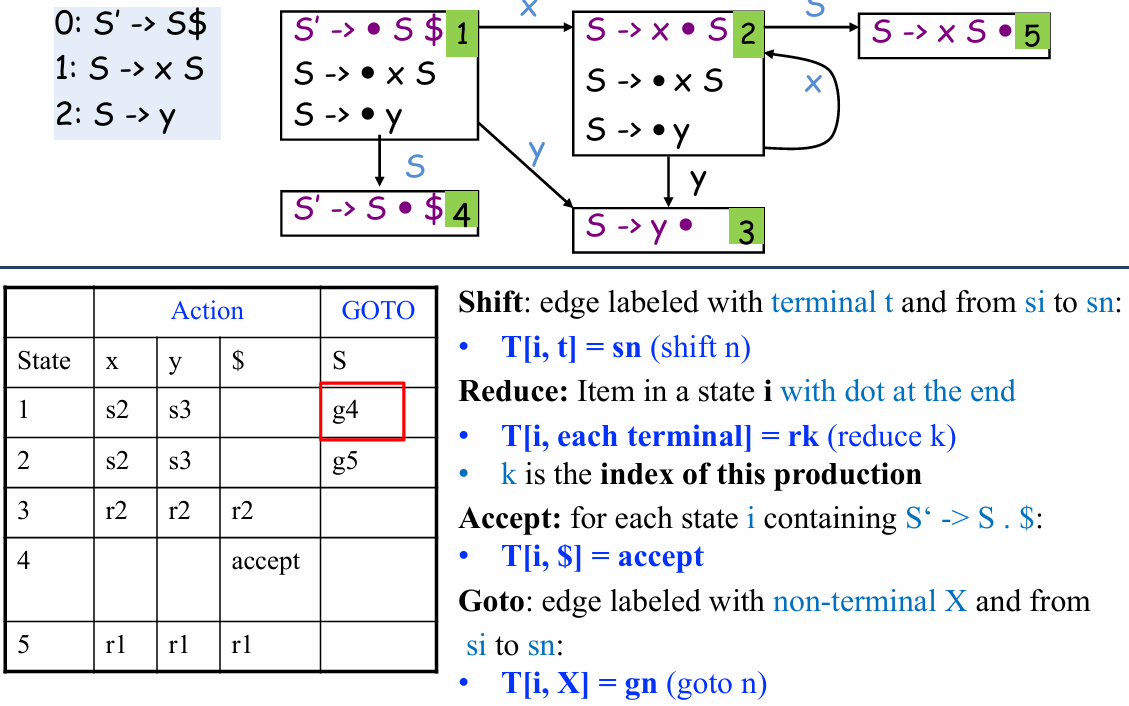 0: S' -> S$
1: S -> x S
2: S -> y
S' -> • S $ 1
S -> • x S
S -> • y
x
S -> x • S 2
S -> • x S
S -> • y
S
S -> x S • 5
x
S
y
y
S' -> S • $ 4
S -> y • 3
Action GOTO
State x y $ S
1 s2 s3 g4
2 s2 s3 g5
3 r2 r2 r2
4 accept
5 r1 r1 r1
Shift: edge labeled with terminal t and from si to sn:
• T[i, t] = sn (shift n)
Reduce: Item in a state i with dot at the end
• T[i, each terminal] = rk (reduce k)
• k is the index of this production
Accept: for each state i containing S‘ -> S . $:
• T[i, $] = accept
Goto: edge labeled with non-terminal X and from
si to sn:
• T[i, X] = gn (goto n)